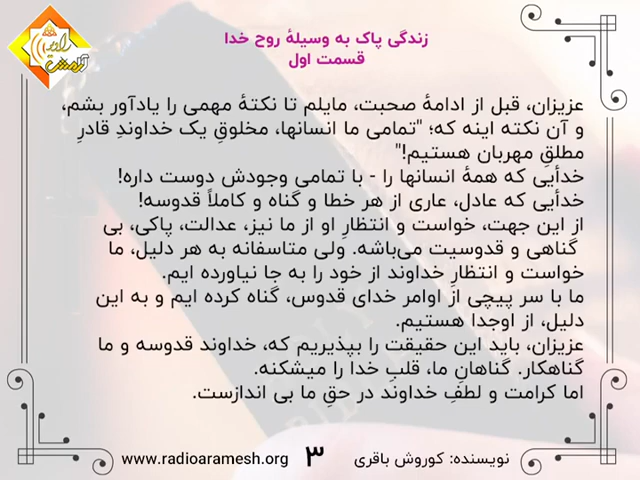 زندگی پاک به وسیلهٔ روح خدا
قسمت اول
رادیو
آرامش
عزیزان، قبل از ادامهٔ صحبت، مایلم تا نکتهٔ مهمی را یادآور بشم،
و آن نکته اینه که؛ "تمامی ما انسانها، مخلوقِ یک خداوندِ قادرِ
مطلقِ مهربان هستیم!"
خدأیی که همهٔ انسانها را - با تمامی وجودش دوست داره!
خدأیی که عادل، عاری از هر خطا و گناه و کاملاً قدوسه!
از این جهت، خواست و انتظارِ او از ما نیز، عدالت، پاکی، بی
گناهی و قدوسیت می‌باشه. ولی متاسفانه به هر دلیل، ما
خواست و انتظارِ خداوند از خود را به جا نیاورده ایم.
ما با سر پیچی از اوامر خدای قدوس، گناه کرده ایم و به این
دلیل، از اوجدا هستیم.
عزیزان، باید این حقیقت را بپذیریم که، خداوند قدوسه و ما
گناهکار. گناهانِ ما، قلبِ خدا را میشکنه.
اما کرامت و لطفِ خداوند در حقِ ما بی اندازست.
نویسنده: کوروش باقری
۳
www.radioaramesh.org